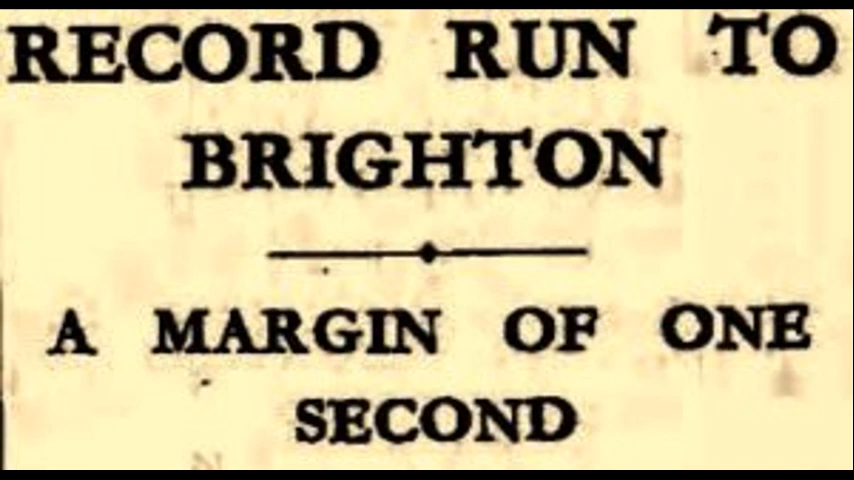 RECORD RUN TO
BRIGHTON
A MARGIN OF ONE
SECOND